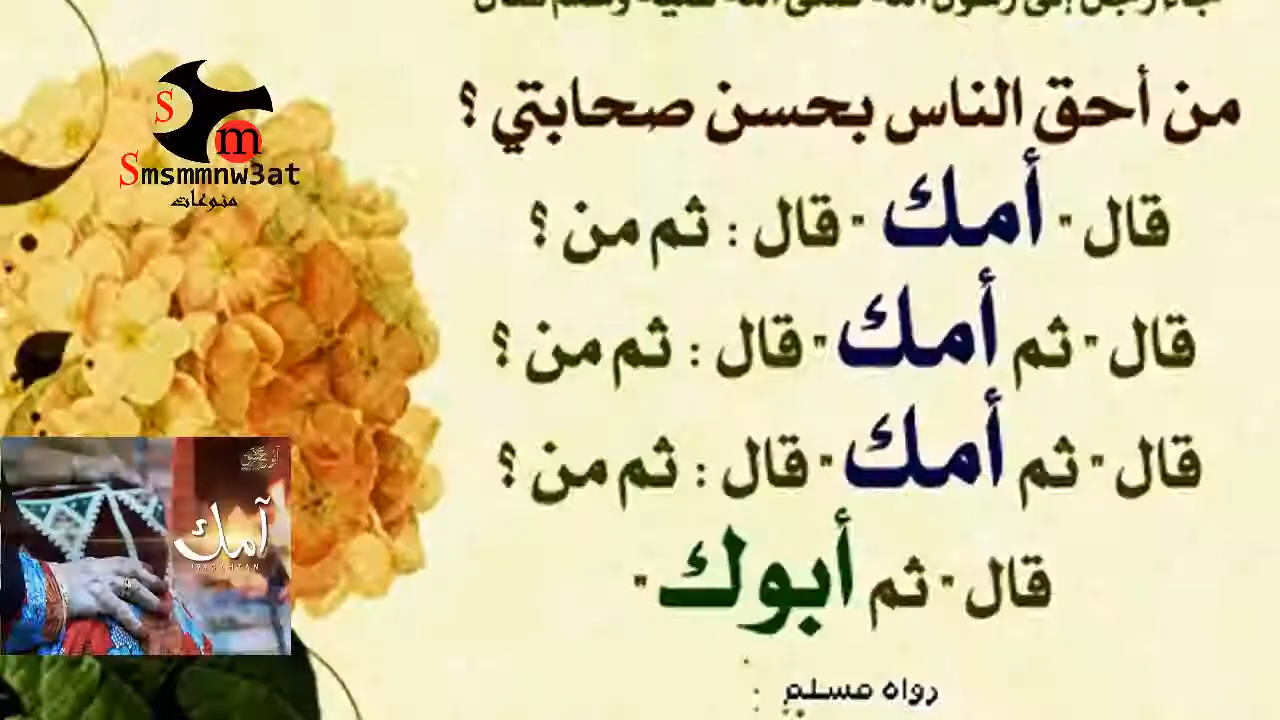 من أحق الناس بحسن صحابتي ؟
قال " أمك " قال : ثم من ؟
قال " ثم أمك " قال : ثم من ؟
قال " ثم أمك " قال : ثم من ؟
قال " ثم أبوك "
رواه مسلم
S
m
Smsmmnw3at
منوعات
آمك